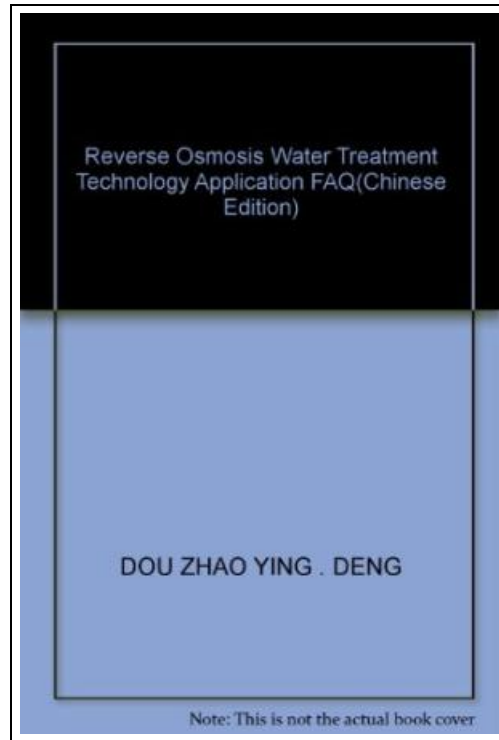 Reverse Osmosis Water Treatment
Technology Application FAQ(Chinese
Edition)
DOU ZHAO YING . DENG
Note: This is not the actual book cover